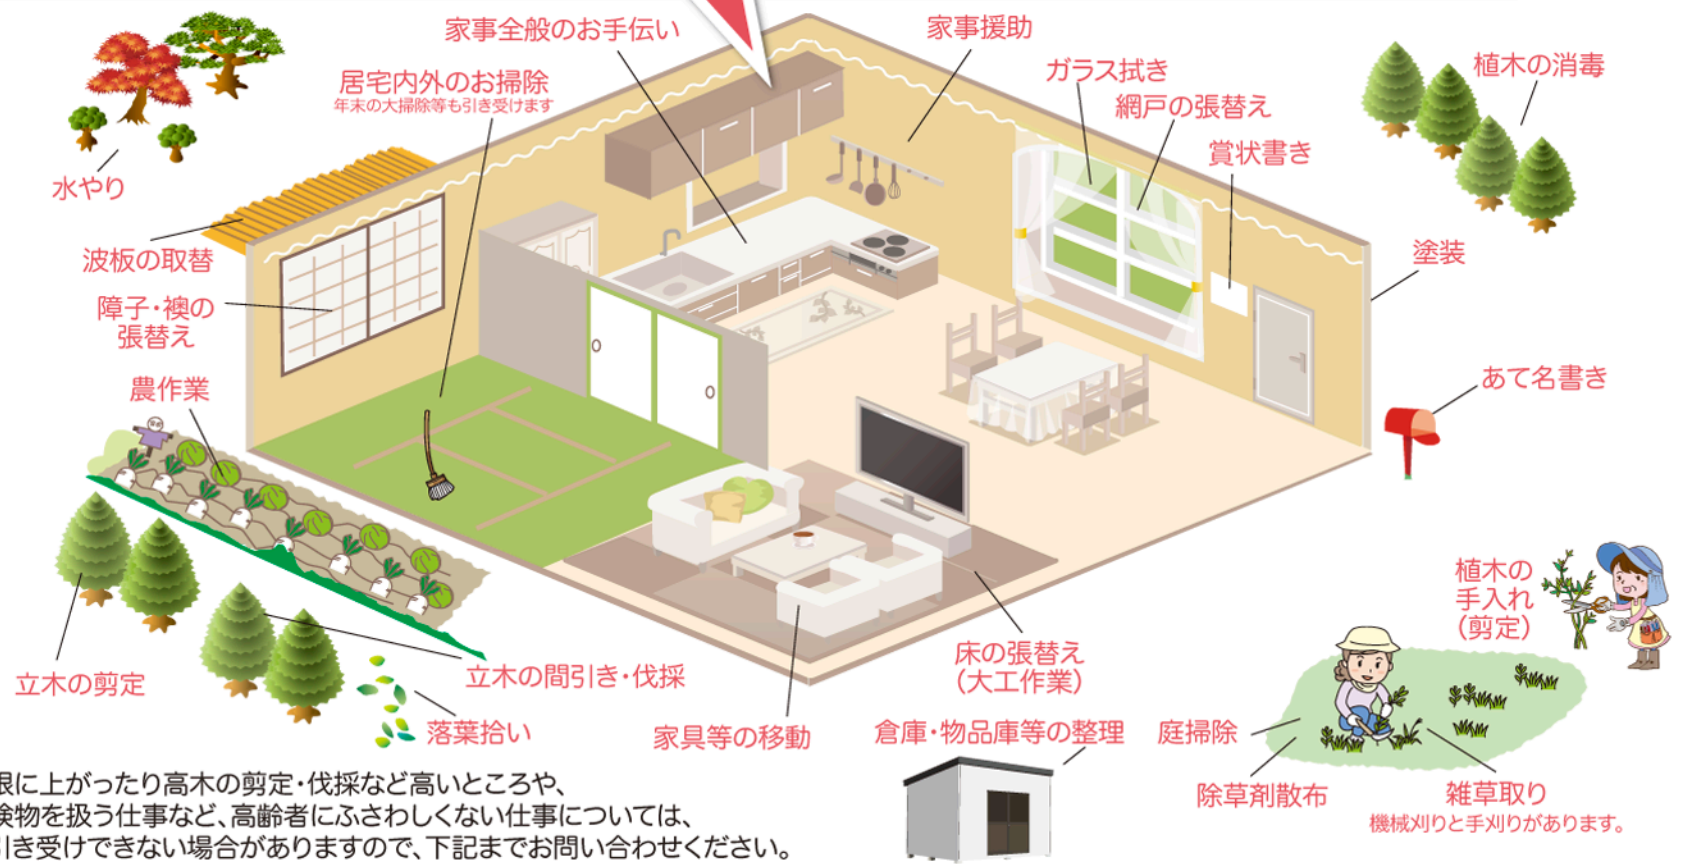 家事全般のお手伝い
家事援助
居宅内外のお掃除
年末の大掃除等も引き受けます
ガラス拭き
網戸の張替え
賞状書き
植木の消毒
水やり
波板の取替
障子・襖の
張替え
農作業
塗装
あて名書き
植木の
手入れ
(剪定)
立木の剪定
立木の間引き・伐採
落葉拾い
家具等の移動
床の張替え
(大工作業)
倉庫・物品庫等の整理
庭掃除
除草剤散布
雑草取り
機械刈りと手刈りがあります。
根に上がったり高木の剪定・伐採など高いところや、
険物を扱う仕事など、高齢者にふさわしくない仕事については、
引き受けできない場合がありますので、下記までお問い合わせください。